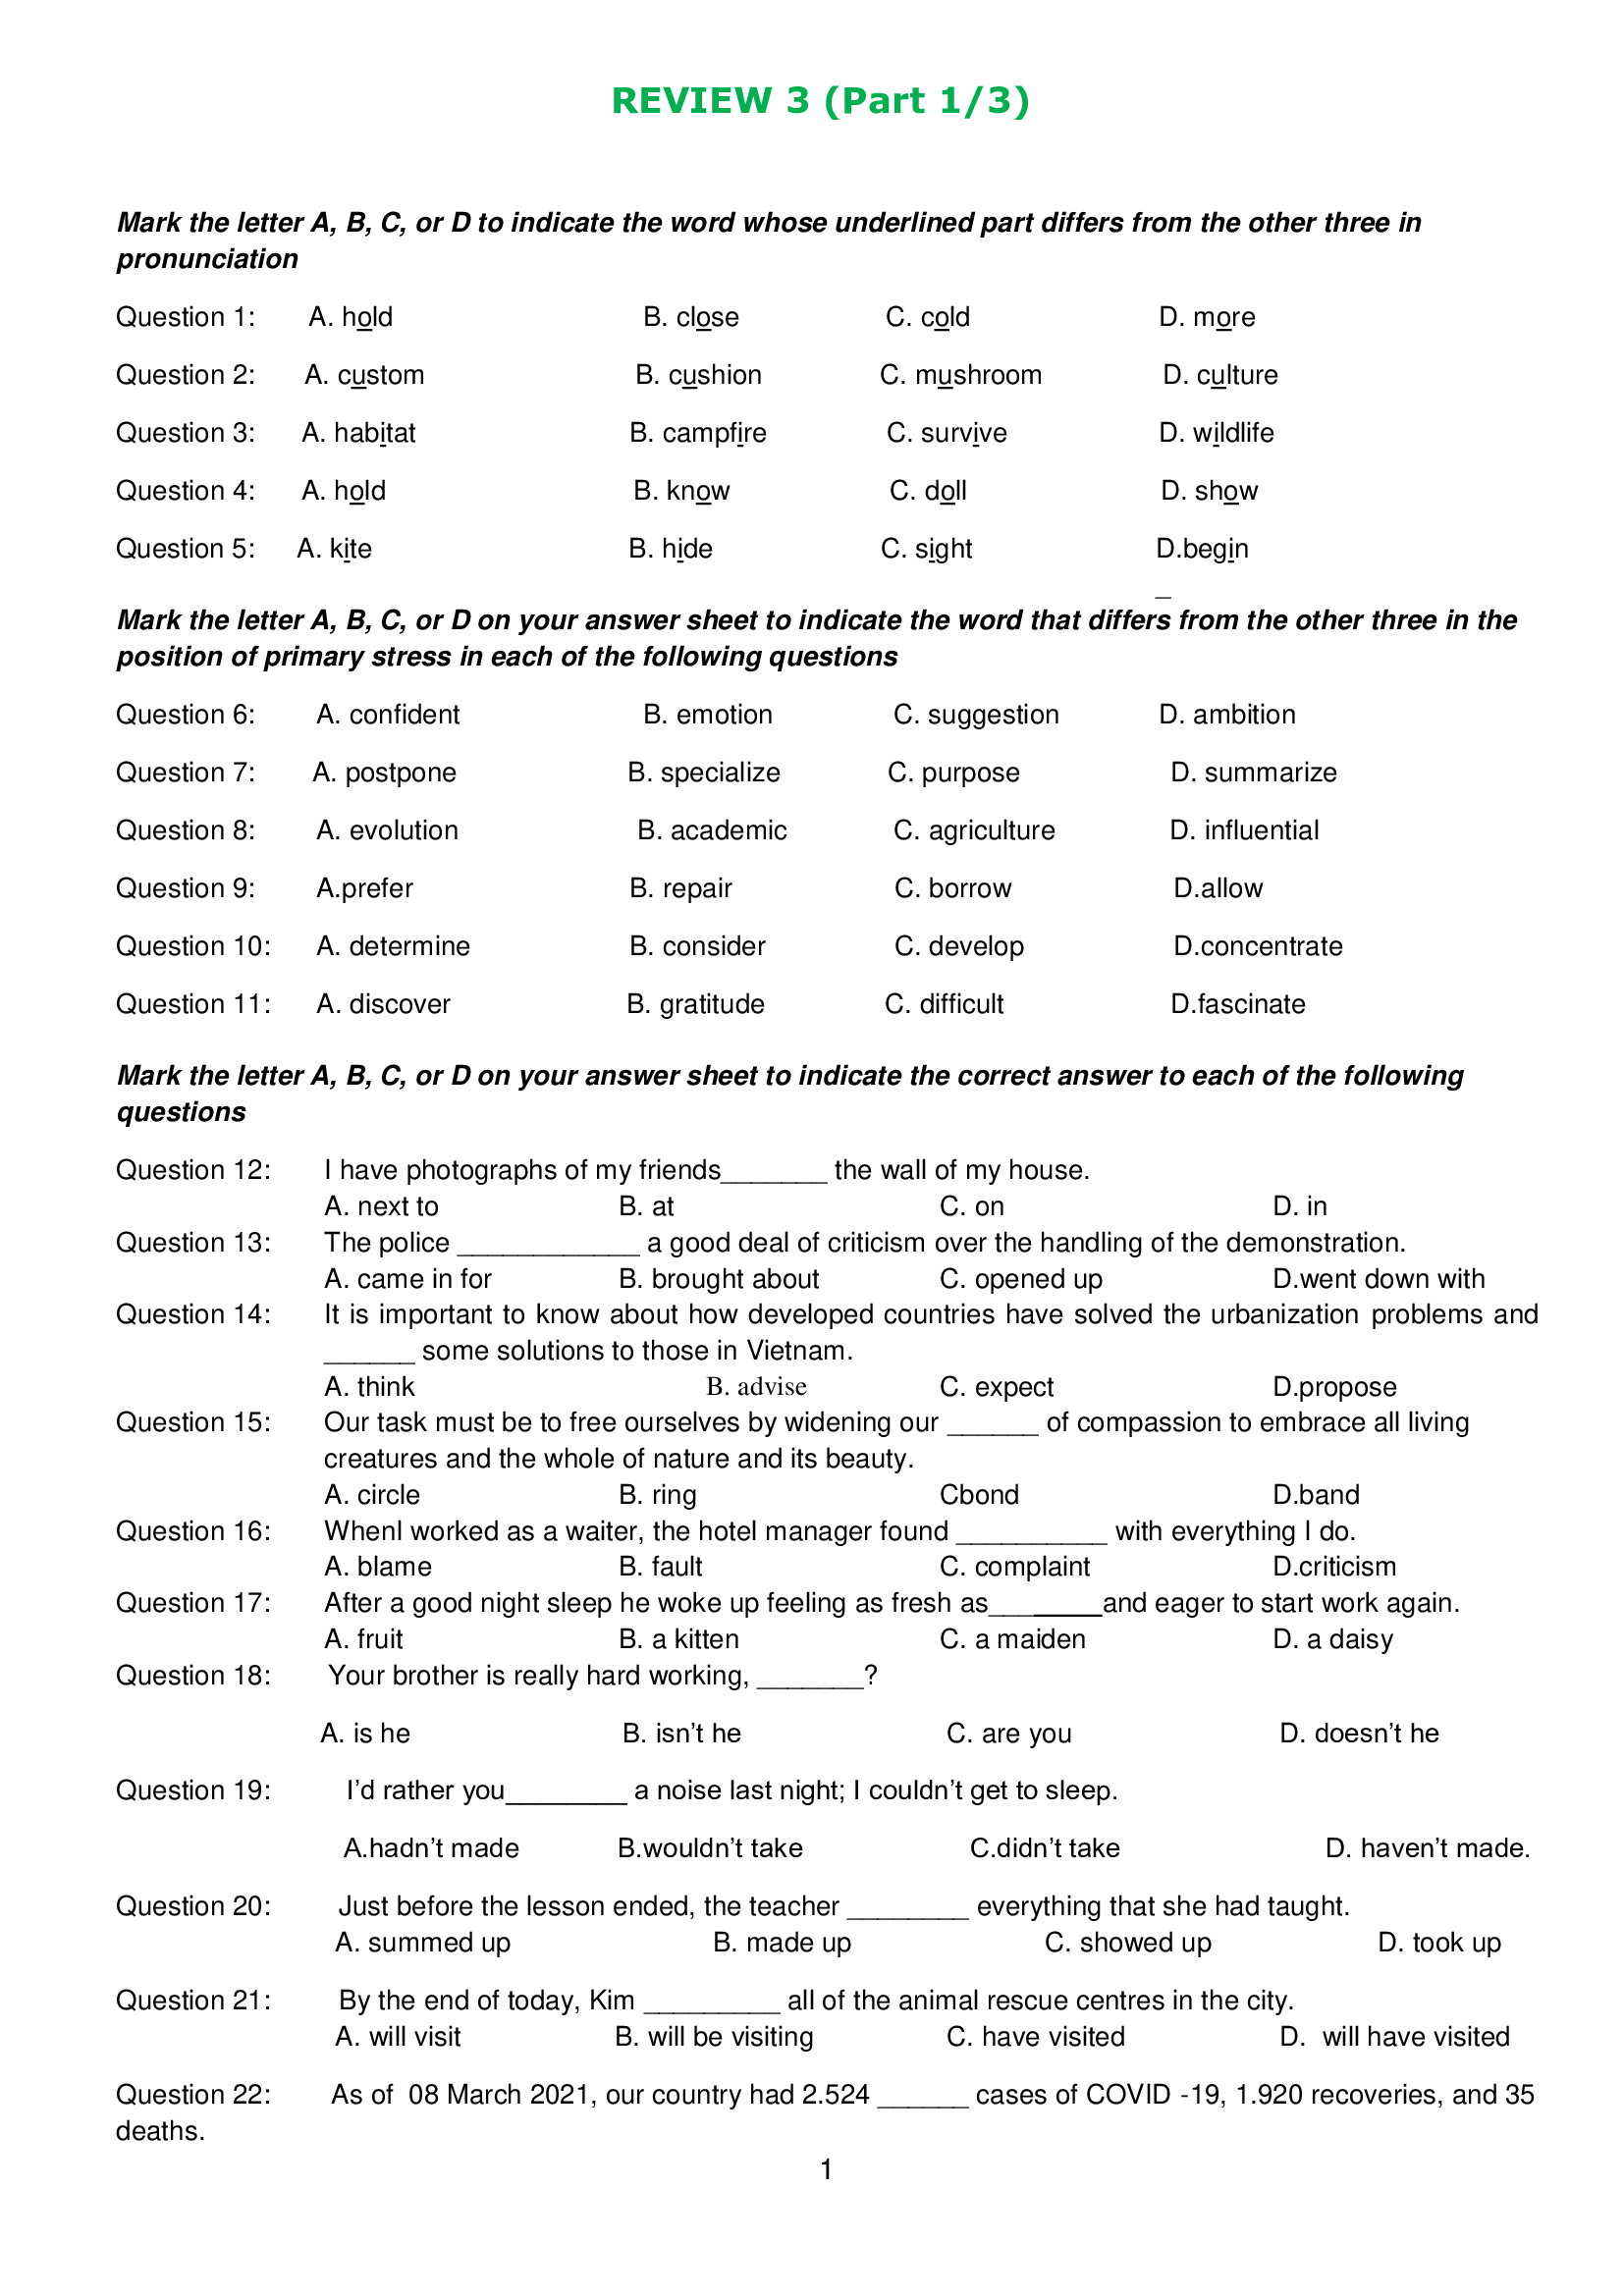 REVIEW 3 (Part 1/3)
Mark the letter A, B, C, or D to indicate the word whose underlined part differs from the other three in
pronunciation
Question 1: A. hold B. close C. cold D. more
Question 2: A. custom B. cushion C. mushroom D. culture
Question 3: A. habitat B. campfire C. survive D. wildlife
Question 4: A. hold B. know C. doll D. show
Question 5: A. kite B. hide C. sight D.begin
_
Mark the letter A, B, C, or D on your answer sheet to indicate the word that differs from the other three in the
position of primary stress in each of the following questions
Question 6: A. confident B. emotion C. suggestion D. ambition
Question 7: A. postpone B. specialize C. purpose D. summarize
Question 8: A. evolution B. academic C. agriculture D. influential
Question 9: A.prefer B. repair C. borrow D.allow
Question 10: A. determine B. consider C. develop D.concentrate
Question 11: A. discover B. gratitude C. difficult D.fascinate
Mark the letter A, B, C, or D on your answer sheet to indicate the correct answer to each of the following
questions
Question 12: I have photographs of my friends_______ the wall of my house.
A. next to B. at C. on D. in
Question 13: The police ____________ a good deal of criticism over the handling of the demonstration.
A. came in for B. brought about C. opened up D.went down with
Question 14: It is important to know about how developed countries have solved the urbanization problems and
______ some solutions to those in Vietnam.
A. think B. advise C. expect D.propose
Question 15: Our task must be to free ourselves by widening our ______ of compassion to embrace all living
creatures and the whole of nature and its beauty.
A. circle B. ring Cbond D.band
Question 16: WhenI worked as a waiter, the hotel manager found __________ with everything I do.
A. blame B. fault C. complaint D.criticism
Question 17: After a good night sleep he woke up feeling as fresh as_______and eager to start work again.
A. fruit B. a kitten C. a maiden D. a daisy
Question 18: Your brother is really hard working, _______?
A. is he B. isn’t he C. are you D. doesn’t he
Question 19: I’d rather you________ a noise last night; I couldn’t get to sleep.
A.hadn’t made B.wouldn’t take C.didn’t take D. haven’t made.
Question 20: Just before the lesson ended, the teacher ________ everything that she had taught.
A. summed up B. made up C. showed up D. took up
Question 21: By the end of today, Kim _________ all of the animal rescue centres in the city.
A. will visit B. will be visiting C. have visited D. will have visited
Question 22: As of 08 March 2021, our country had 2.524 ______ cases of COVID -19, 1.920 recoveries, and 35
deaths.
1